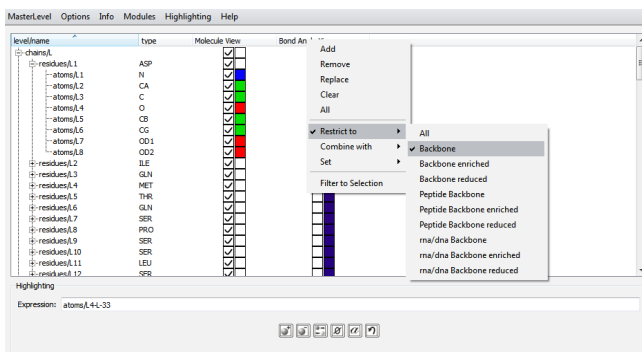 MasterLevel Options Info Modules Highlighting Help
level/name type Molecule View Bond An
chains/L
residues/L1 ASP
atoms/L1 N
atoms/L2 CA
atoms/L3 C
atoms/L4 O
atoms/L5 CB
atoms/L6 CG
atoms/L7 OD1
atoms/L8 OD2
residues/L2 ILE
residues/L3 GLN
residues/L4 MET
residues/L5 THR
residues/L6 GLN
residues/L7 SER
residues/L8 PRO
residues/L9 SER
residues/L10 SER
residues/L11 LEU
residues/L12 SER
Add
Remove
Replace
Clear
All
Restrict to
Combine with
Set
Filter to Selection
All
Backbone
Backbone enriched
Backbone reduced
Peptide Backbone
Peptide Backbone enriched
Peptide Backbone reduced
rna/dna Backbone
rna/dna Backbone enriched
rna/dna Backbone reduced
Highlighting
Expression: atoms/L4-L-33